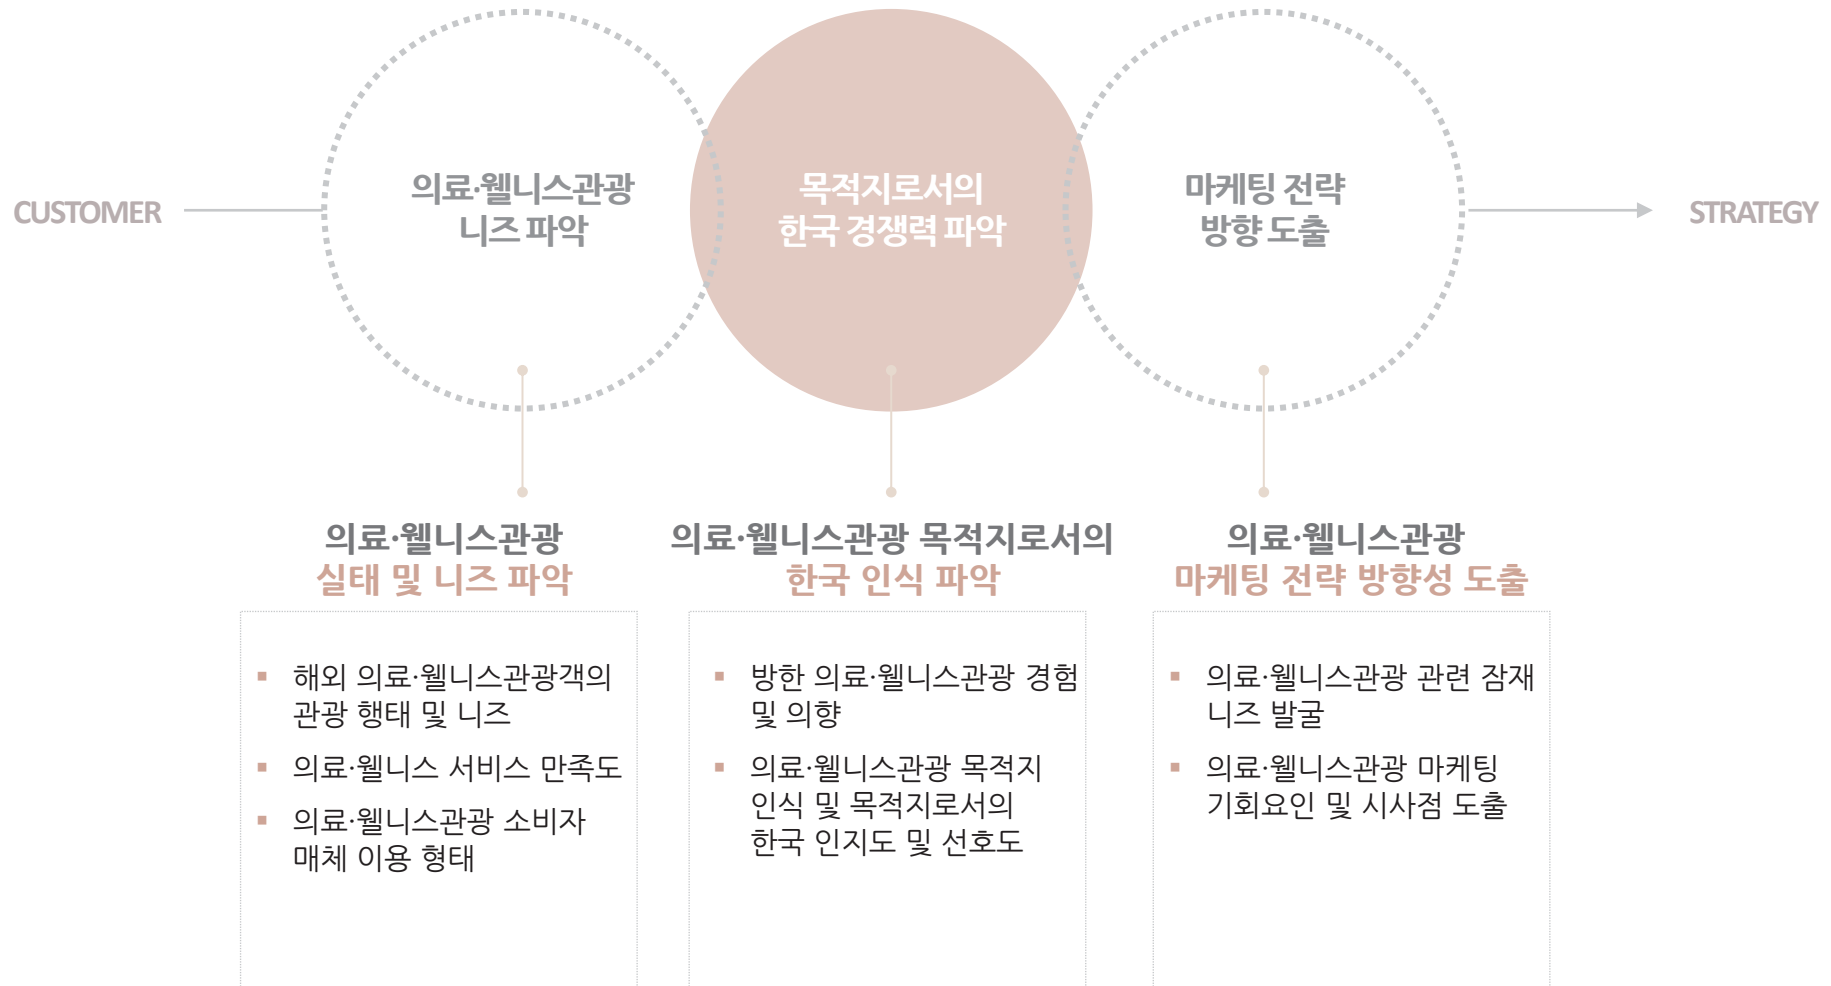 CUSTOMER
의료·웰니스관광
니즈 파악
목적지로서의
한국 경쟁력 파악
마케팅 전략
방향 도출
STRATEGY
의료·웰니스관광
실태 및 니즈 파악
▪ 해외 의료·웰니스관광객의
관광 행태 및 니즈
▪ 의료·웰니스 서비스 만족도
▪ 의료·웰니스관광 소비자
매체 이용 형태
의료·웰니스관광 목적지로서의
한국 인식 파악
▪ 방한 의료·웰니스관광 경험
및 의향
▪ 의료·웰니스관광 목적지
인식 및 목적지로서의
한국 인지도 및 선호도
의료·웰니스관광
마케팅 전략 방향성 도출
▪ 의료·웰니스관광 관련 잠재
니즈 발굴
▪ 의료·웰니스관광 마케팅
기회요인 및 시사점 도출